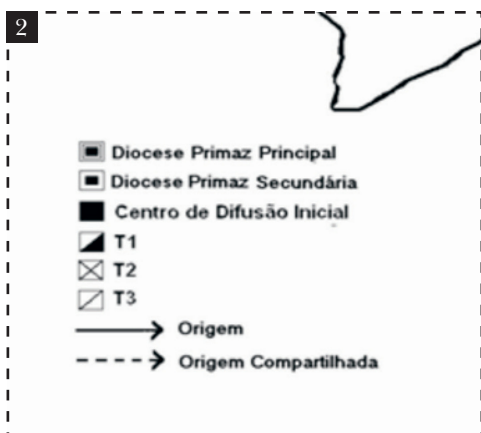 2
Diocese Primaz Principal
Diocese Primaz Secundária
Centro de Difusão Inicial
T1
T2
T3
Origem
Origem Compartilhada